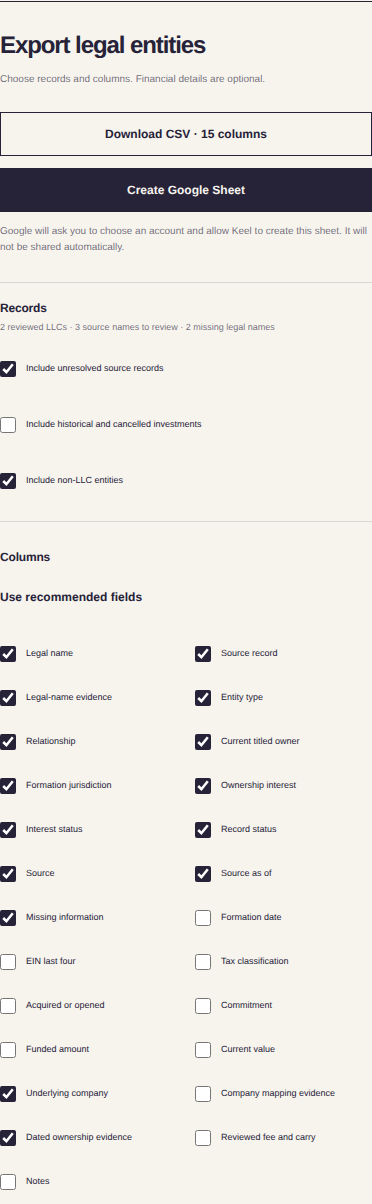 Export legal entities
Choose records and columns. Financial details are optional.
Download CSV · 15 columns
Create Google Sheet
Google will ask you to choose an account and allow Keel to create this sheet. It will
not be shared automatically.
Records
2 reviewed LLCs · 3 source names to review · 2 missing legal names
Include unresolved source records
Include historical and cancelled investments
Include non-LLC entities
Columns
Use recommended fields
Legal name
Source record
Legal-name evidence
Entity type
Relationship
Current titled owner
Formation jurisdiction
Ownership interest
Interest status
Record status
Source
Source as of
Missing information
Formation date
EIN last four
Tax classification
Acquired or opened
Commitment
Funded amount
Current value
Underlying company
Company mapping evidence
Dated ownership evidence
Reviewed fee and carry
Notes